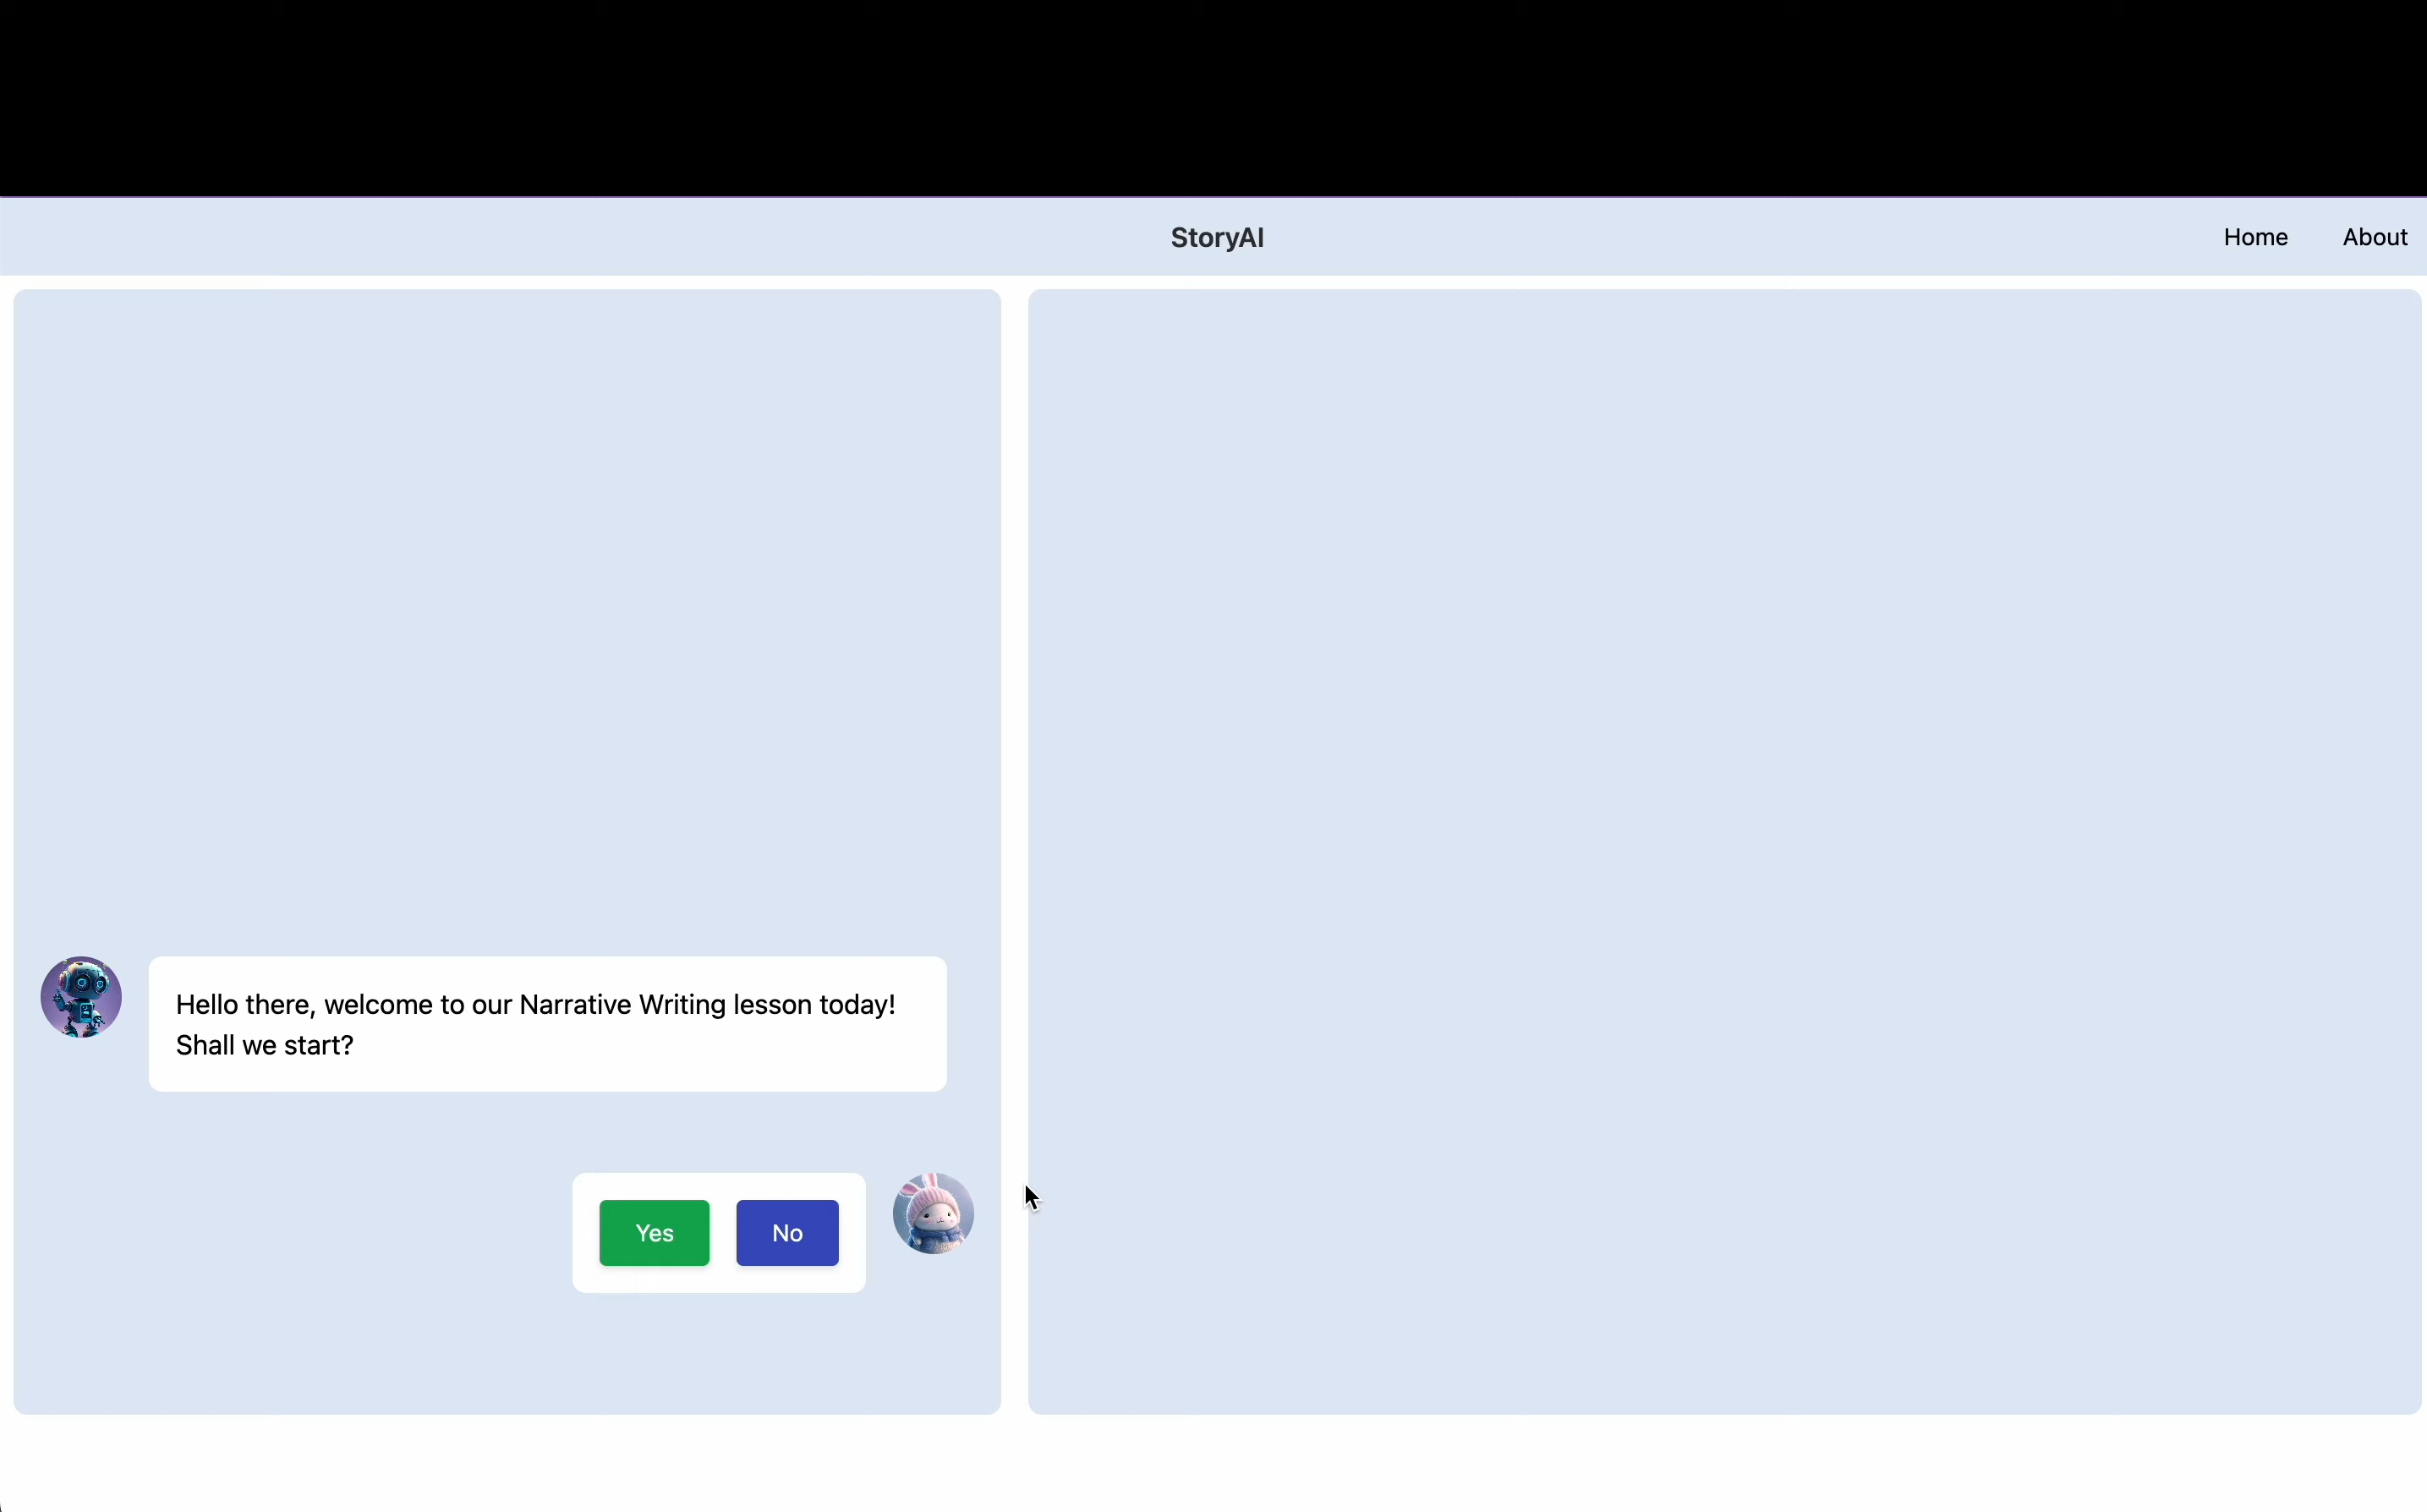 StoryAI
Home
About
Hello there, welcome to our Narrative Writing lesson today!
Shall we start?
Yes
No